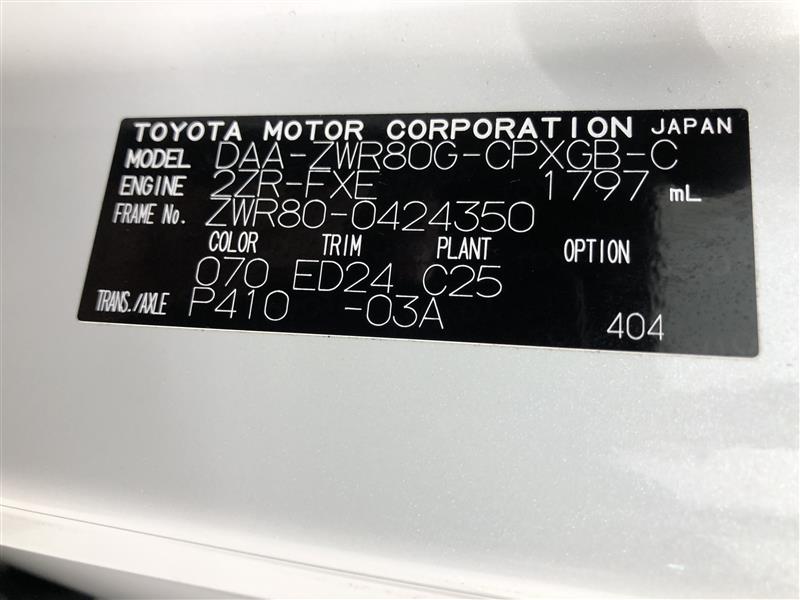 TOYOTA MOTOR CORPORATION JAPAN
MODEL DAA-ZWR80G-CPXGB-C
ENGINE 2ZR-FXE 1797 mL
FRAME No. ZWR80-0424350
COLOR TRIM PLANT OPTION
070 ED24 C25
TRANS./AXLE P410 -03A 404